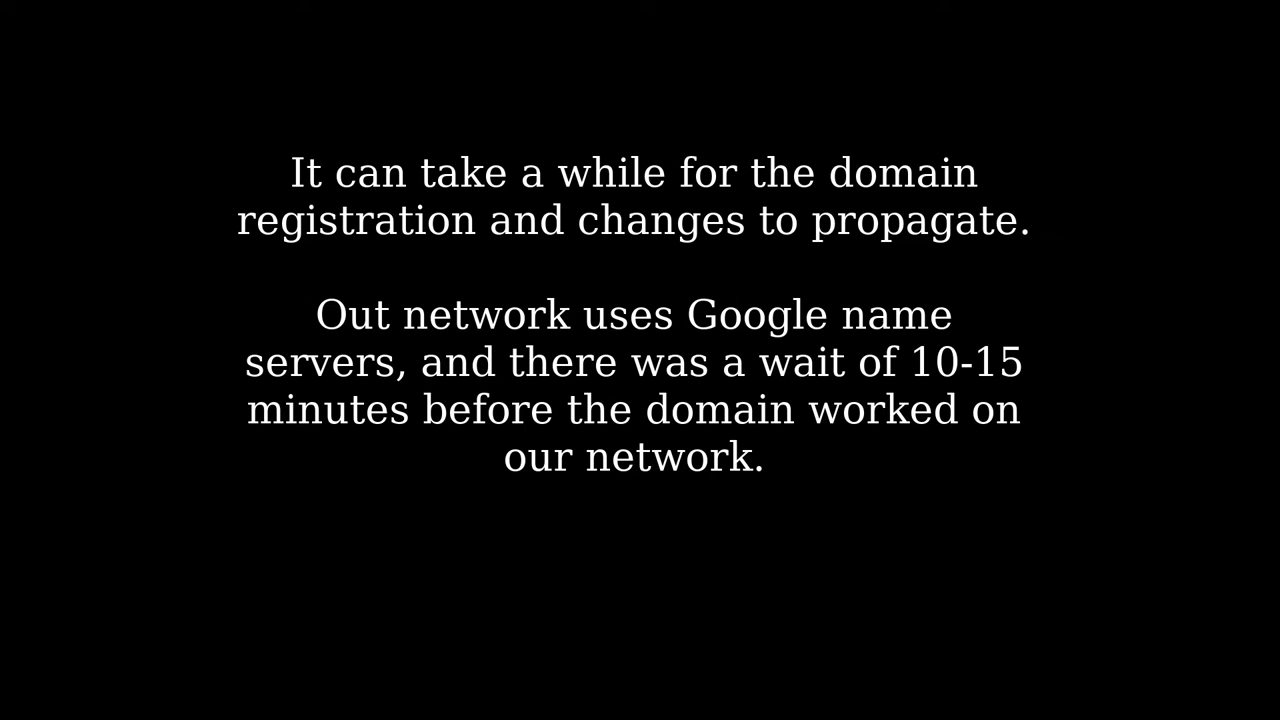 It can take a while for the domain
registration and changes to propagate.
Out network uses Google name
servers, and there was a wait of 10-15
minutes before the domain worked on
our network.